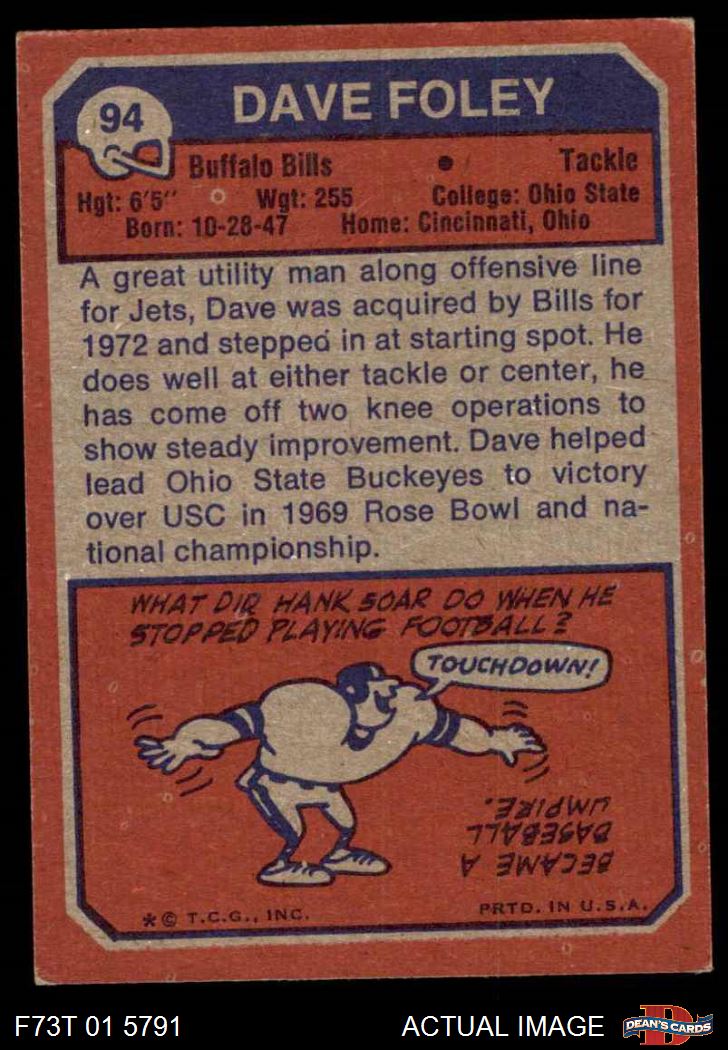 94
DAVE FOLEY
Buffalo Bills • Tackle
Hgt: 6'5" Wgt: 255 College: Ohio State
Born: 10-28-47 Home: Cincinnati, Ohio
A great utility man along offensive line
for Jets, Dave was acquired by Bills for
1972 and stepped in at starting spot. He
does well at either tackle or center, he
has come off two knee operations to
show steady improvement. Dave helped
lead Ohio State Buckeyes to victory
over USC in 1969 Rose Bowl and na-
tional championship.
WHAT DID HANK SOAR DO WHEN HE
STOPPED PLAYING FOOTBALL?
TOUCHDOWN!
BECAME A
BASEBALL
UMPIRE.
*© T.C.G., INC. PRTD. IN U.S.A.
F73T 01 5791 ACTUAL IMAGE
D
DEAN'S CARDS